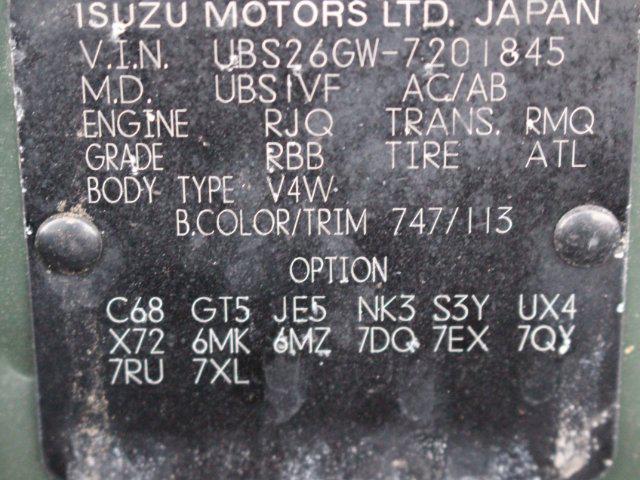 ISUZU MOTORS LTD. JAPAN
V.I.N. UBS26GW-7201845
M.D. UBS1VF AC/AB
ENGINE RJQ TRANS. RMQ
GRADE RBB TIRE ATL
BODY TYPE V4W
B.COLOR/TRIM 747/113
OPTION
C68 GT5 JE5 NK3 S3Y UX4
X72 6MK 6MZ 7DQ 7EX 7QY
7RU 7XL